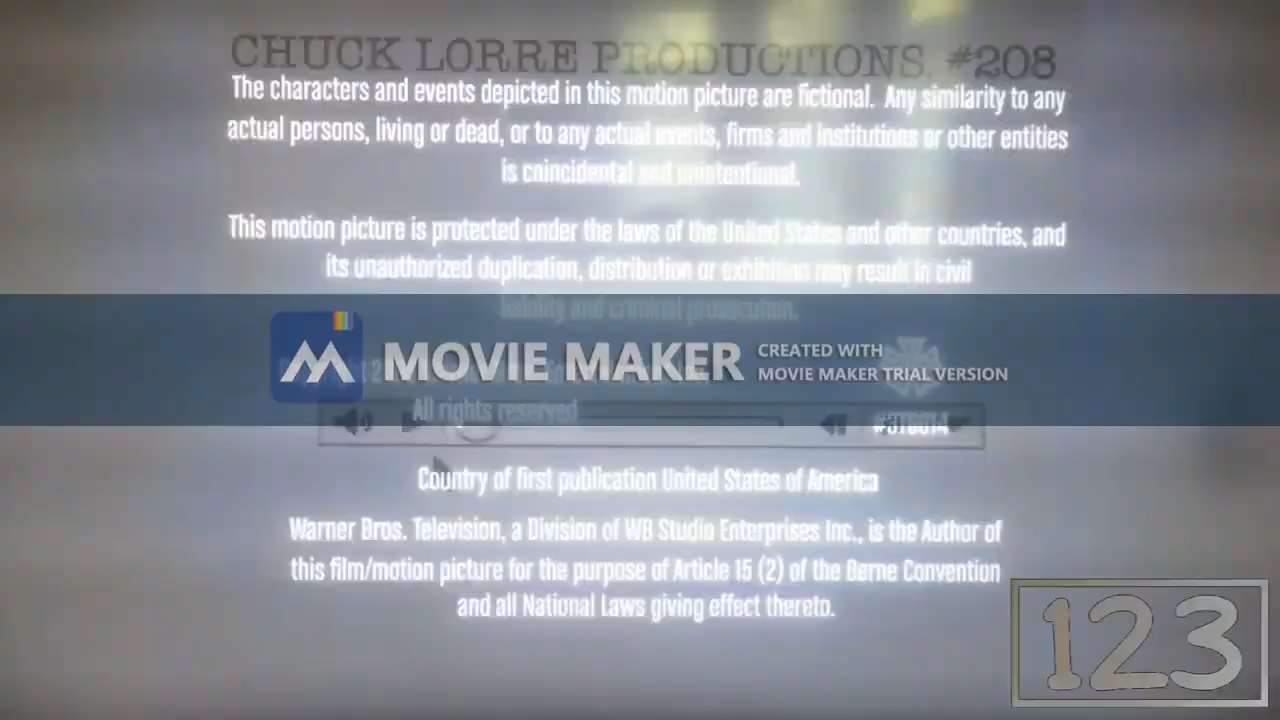 CHUCK LORRE PRODUCTIONS, #208
The characters and events depicted in this motion picture are fictional. Any similarity to any
actual persons, living or dead, or to any actual events, firms and institutions or other entities
is coincidental and unintentional.
This motion picture is protected under the laws of the United States and other countries, and
its unauthorized duplication, distribution or exhibition may result in civil
liability and criminal prosecution.
MOVIE MAKER
CREATED WITH
MOVIE MAKER TRIAL VERSION
All rights reserved
Country of first publication United States of America
Warner Bros. Television, a Division of WB Studio Enterprises Inc., is the Author of
this film/motion picture for the purpose of Article 15 (2) of the Berne Convention
and all National Laws giving effect thereto.
123